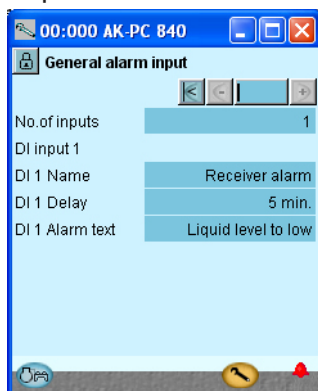 00:000 AK-PC 840
General alarm input
No.of inputs 1
DI input 1
DI 1 Name Receiver alarm
DI 1 Delay 5 min.
DI 1 Alarm text Liquid level to low